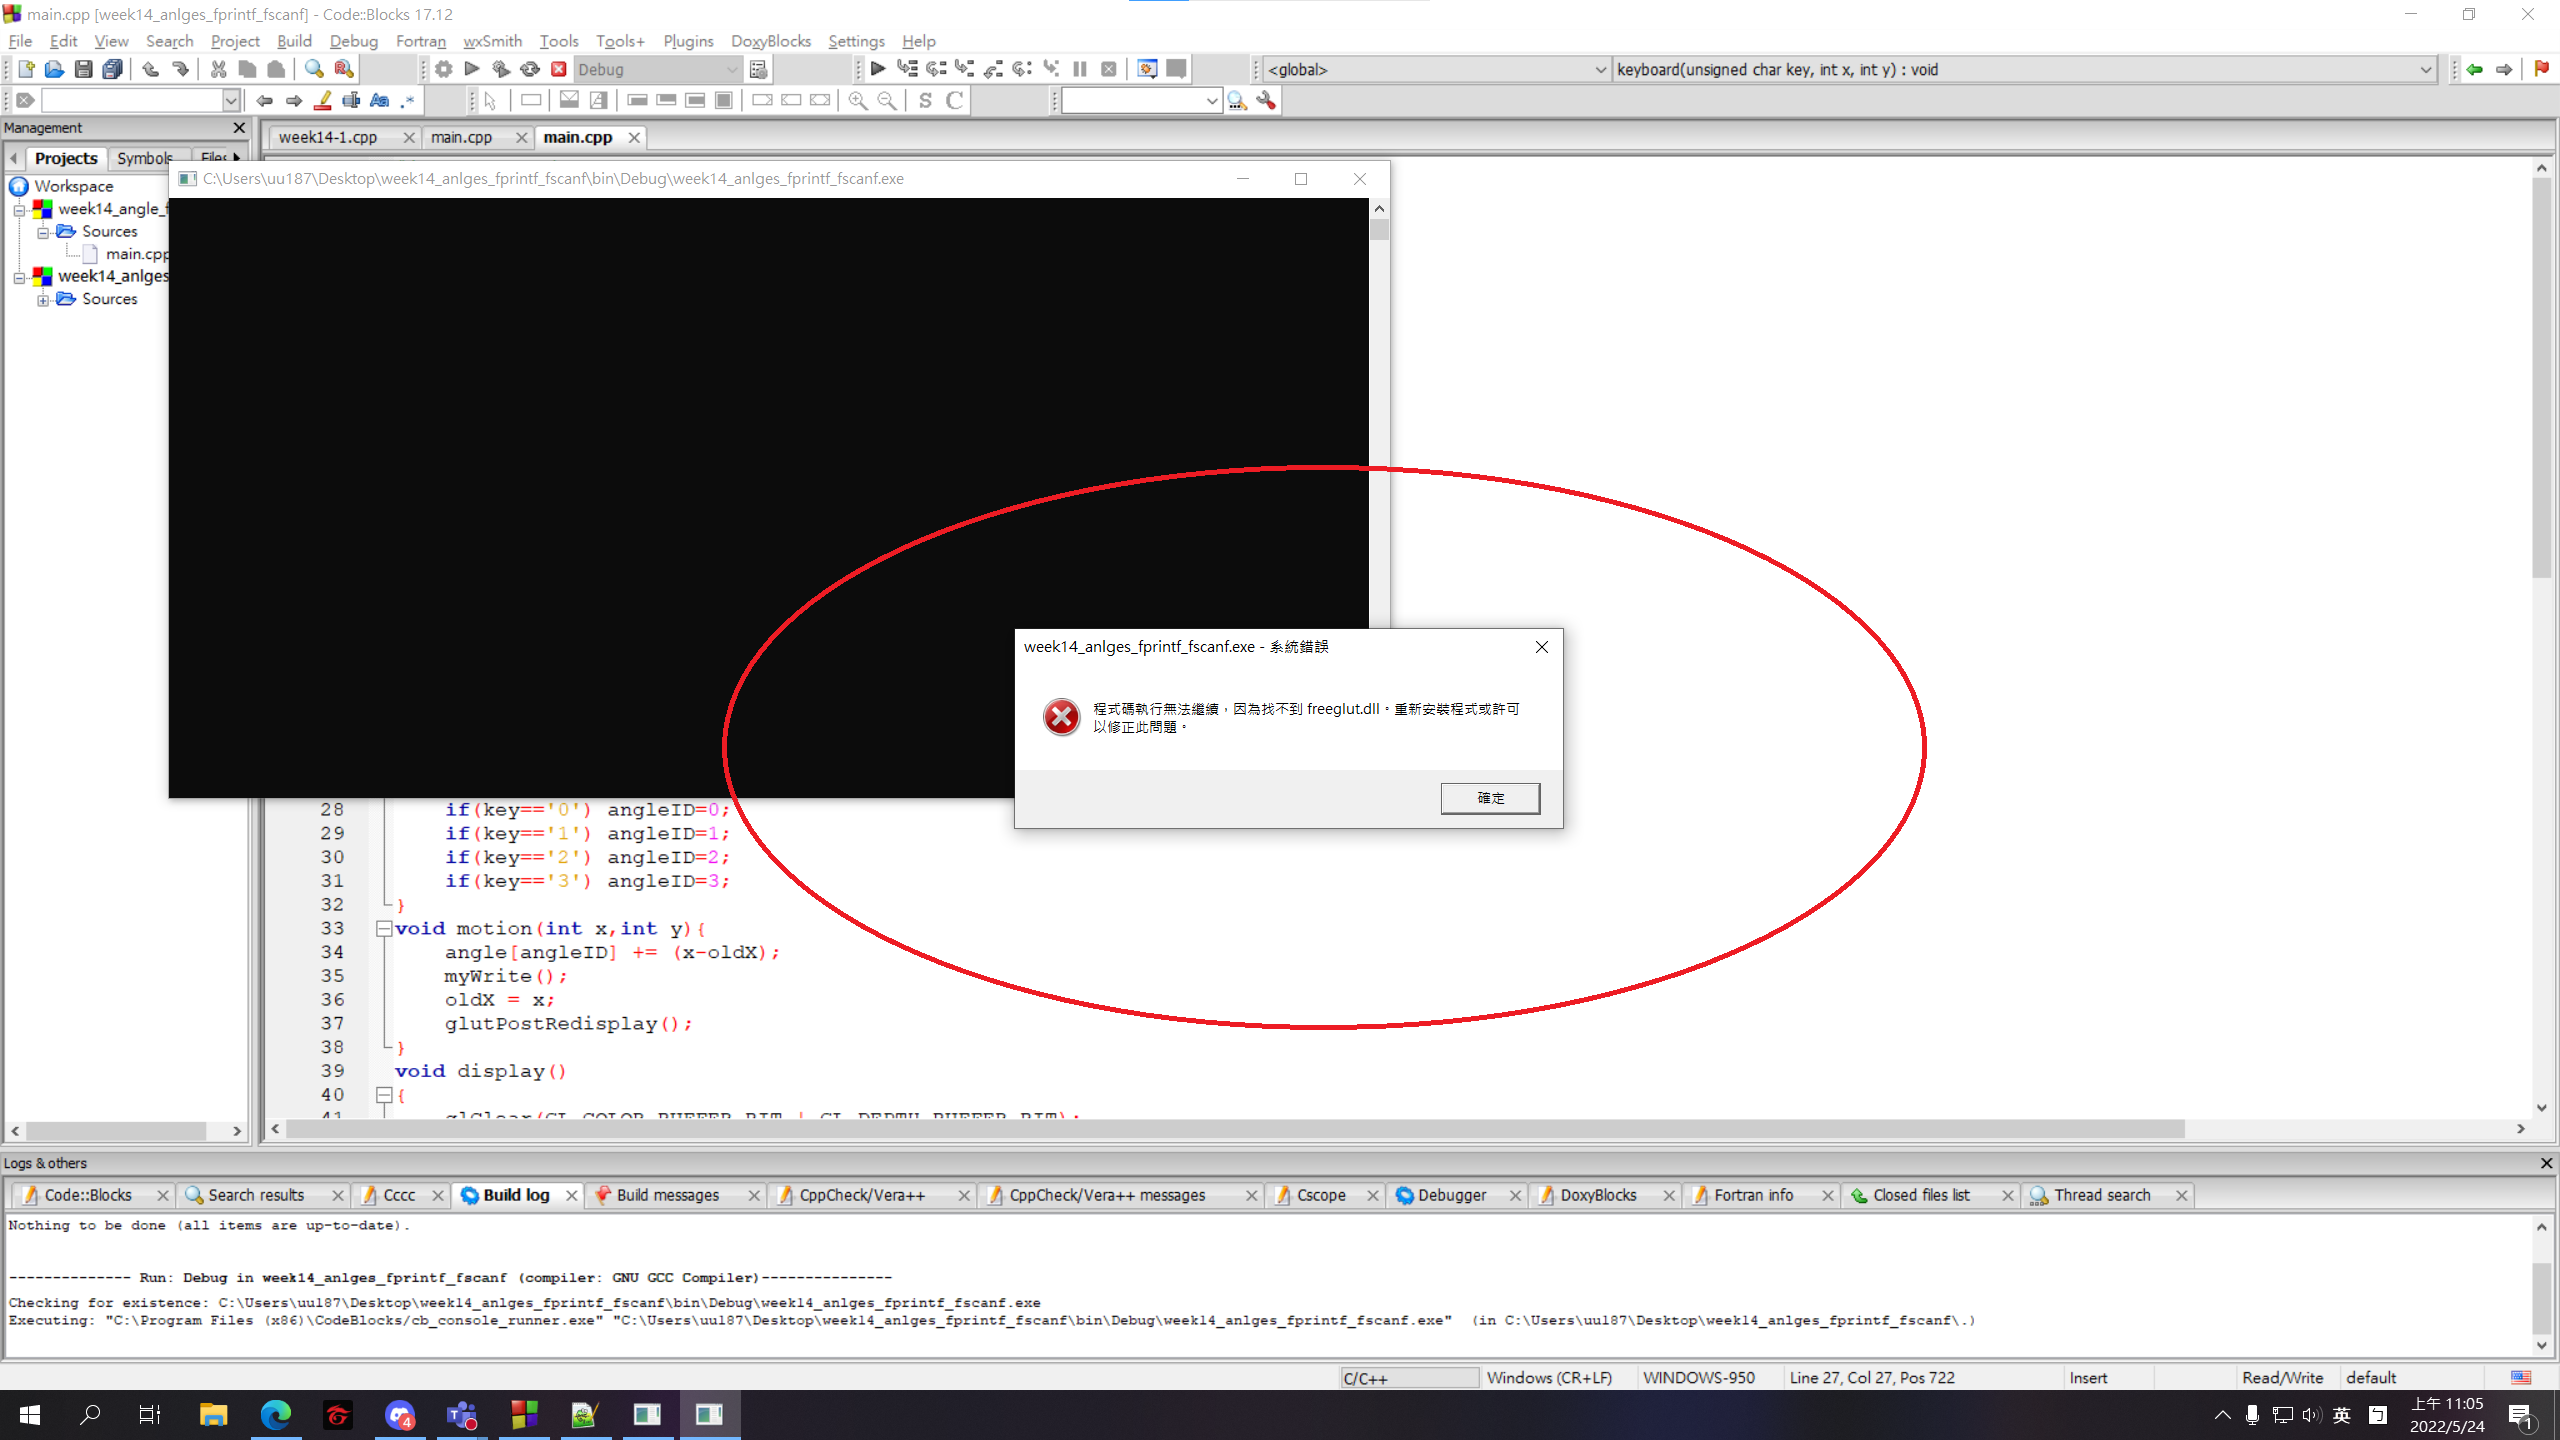 main.cpp [week14_anlges_fprintf_fscanf] - Code::Blocks 17.12
File Edit View Search Project Build Debug Fortran wxSmith Tools Tools+ Plugins DoxyBlocks Settings Help
Debug
<global>
keyboard(unsigned char key, int x, int y) : void
S C
Management
Projects Symbols Files
week14-1.cpp main.cpp main.cpp
Workspace
week14_angle_f
Sources
main.cpp
week14_anlges
Sources
C:\Users\uu187\Desktop\week14_anlges_fprintf_fscanf\bin\Debug\week14_anlges_fprintf_fscanf.exe
week14_anlges_fprintf_fscanf.exe - 系統錯誤
程式碼執行無法繼續，因為找不到 freeglut.dll。重新安裝程式或許可
以修正此問題。
確定
28 if(key=='0') angleID=0;
29 if(key=='1') angleID=1;
30 if(key=='2') angleID=2;
31 if(key=='3') angleID=3;
32 }
33 void motion(int x,int y){
34 angle[angleID] += (x-oldX);
35 myWrite();
36 oldX = x;
37 glutPostRedisplay();
38 }
39 void display()
40 {
41 glClear(GL_COLOR_BUFFER_BIT | GL_DEPTH_BUFFER_BIT);
Logs & others
Code::Blocks Search results Cccc Build log Build messages CppCheck/Vera++ CppCheck/Vera++ messages Cscope Debugger DoxyBlocks Fortran info Closed files list Thread search
Nothing to be done (all items are up-to-date).
-------------- Run: Debug in week14_anlges_fprintf_fscanf (compiler: GNU GCC Compiler)---------------
Checking for existence: C:\Users\uu187\Desktop\week14_anlges_fprintf_fscanf\bin\Debug\week14_anlges_fprintf_fscanf.exe
Executing: "C:\Program Files (x86)\CodeBlocks/cb_console_runner.exe" "C:\Users\uu187\Desktop\week14_anlges_fprintf_fscanf\bin\Debug\week14_anlges_fprintf_fscanf.exe" (in C:\Users\uu187\Desktop\week14_anlges_fprintf_fscanf\.)
C/C++ Windows (CR+LF) WINDOWS-950 Line 27, Col 27, Pos 722 Insert Read/Write default
4
英 ㄅ
上午 11:05
2022/5/24
1